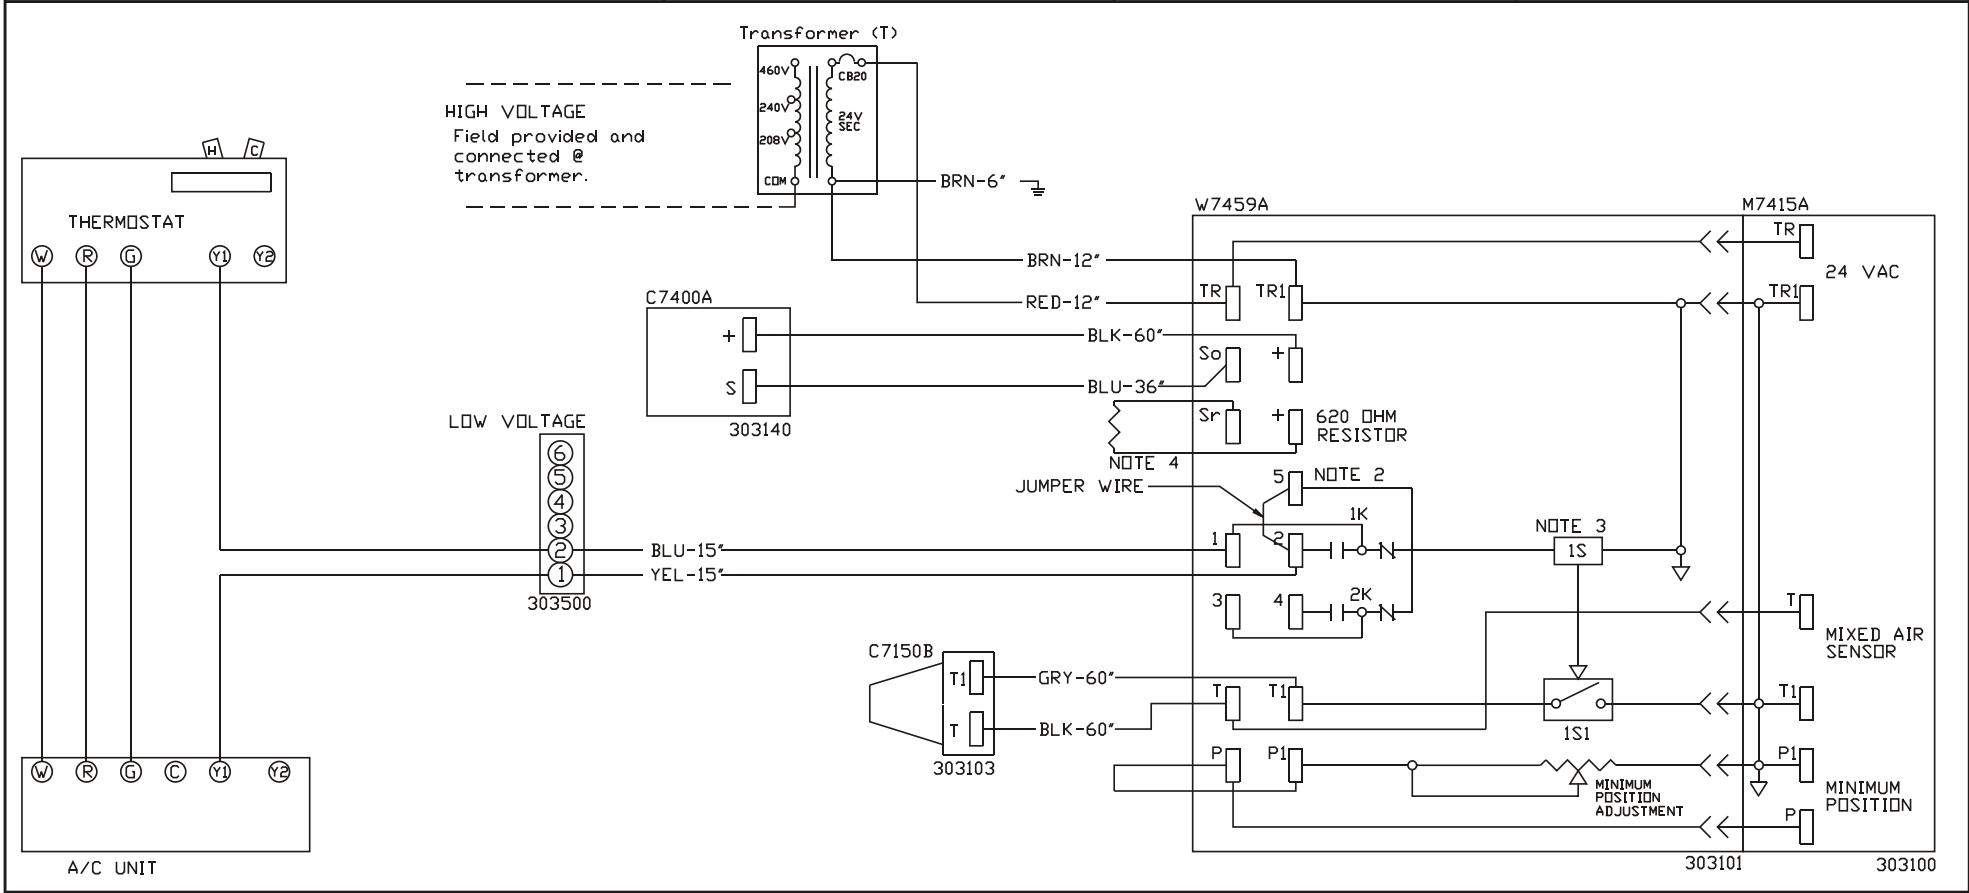 Transformer (T)
460V
CB20
240V
24V
SEC
208V
COM
HIGH VOLTAGE
Field provided and
connected @
transformer.
BRN-6"
H
C
THERMOSTAT
W
R
G
Y1
Y2
W7459A
M7415A
TR
24 VAC
BRN-12"
RED-12"
TR
TR1
TR1
C7400A
+
S
303140
BLK-60"
BLU-36"
So
+
Sr
+
620 OHM
RESISTOR
NOTE 4
LOW VOLTAGE
6
5
4
3
2
1
303500
JUMPER WIRE
5
NOTE 2
1K
1
2
BLU-15"
YEL-15"
NOTE 3
1S
3
4
2K
T
MIXED AIR
SENSOR
C7150B
T1
T
303103
GRY-60"
BLK-60"
T
T1
1S1
T1
P
P1
MINIMUM
POSITION
ADJUSTMENT
P1
MINIMUM
POSITION
P
W
R
G
C
Y1
Y2
A/C UNIT
303101
303100